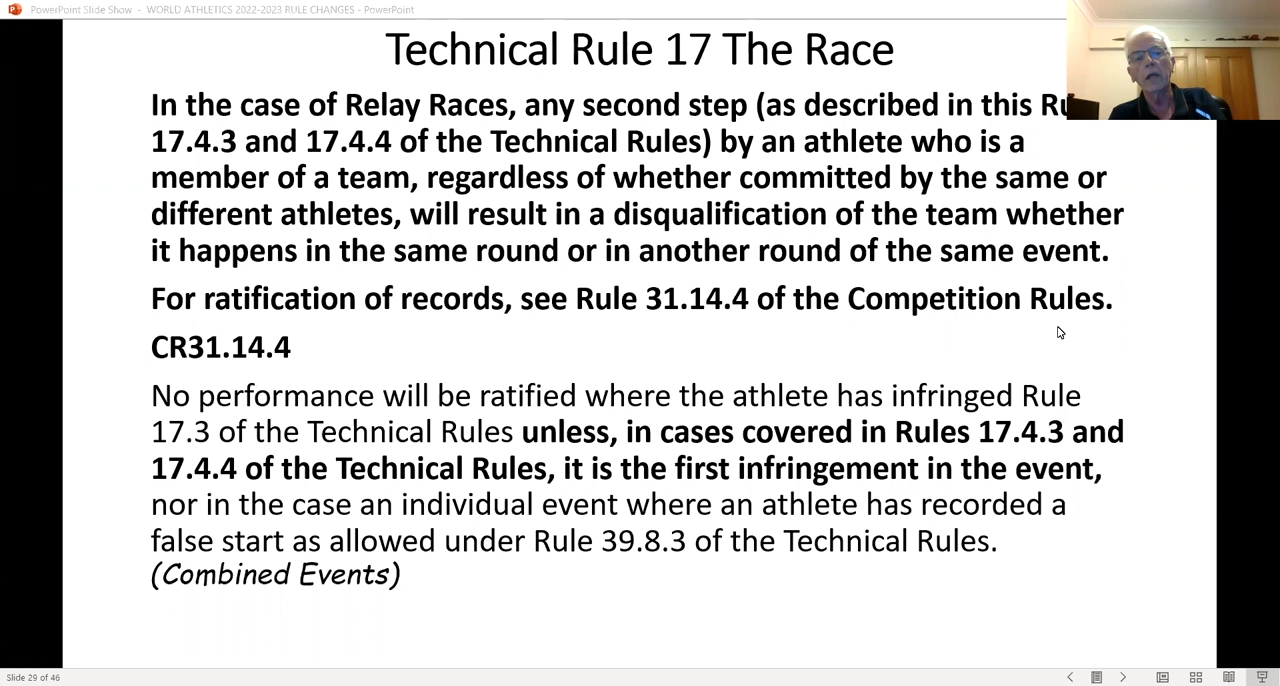 PowerPoint Slide Show - WORLD ATHLETICS 2022-2023 RULE CHANGES - PowerPoint
Technical Rule 17 The Race
In the case of Relay Races, any second step (as described in this
17.4.3 and 17.4.4 of the Technical Rules) by an athlete who is a
member of a team, regardless of whether committed by the same or
different athletes, will result in a disqualification of the team whether
it happens in the same round or in another round of the same event.
For ratification of records, see Rule 31.14.4 of the Competition Rules.
CR31.14.4
No performance will be ratified where the athlete has infringed Rule
17.3 of the Technical Rules unless, in cases covered in Rules 17.4.3 and
17.4.4 of the Technical Rules, it is the first infringement in the event,
nor in the case an individual event where an athlete has recorded a
false start as allowed under Rule 39.8.3 of the Technical Rules.
(Combined Events)
Slide 29 of 46